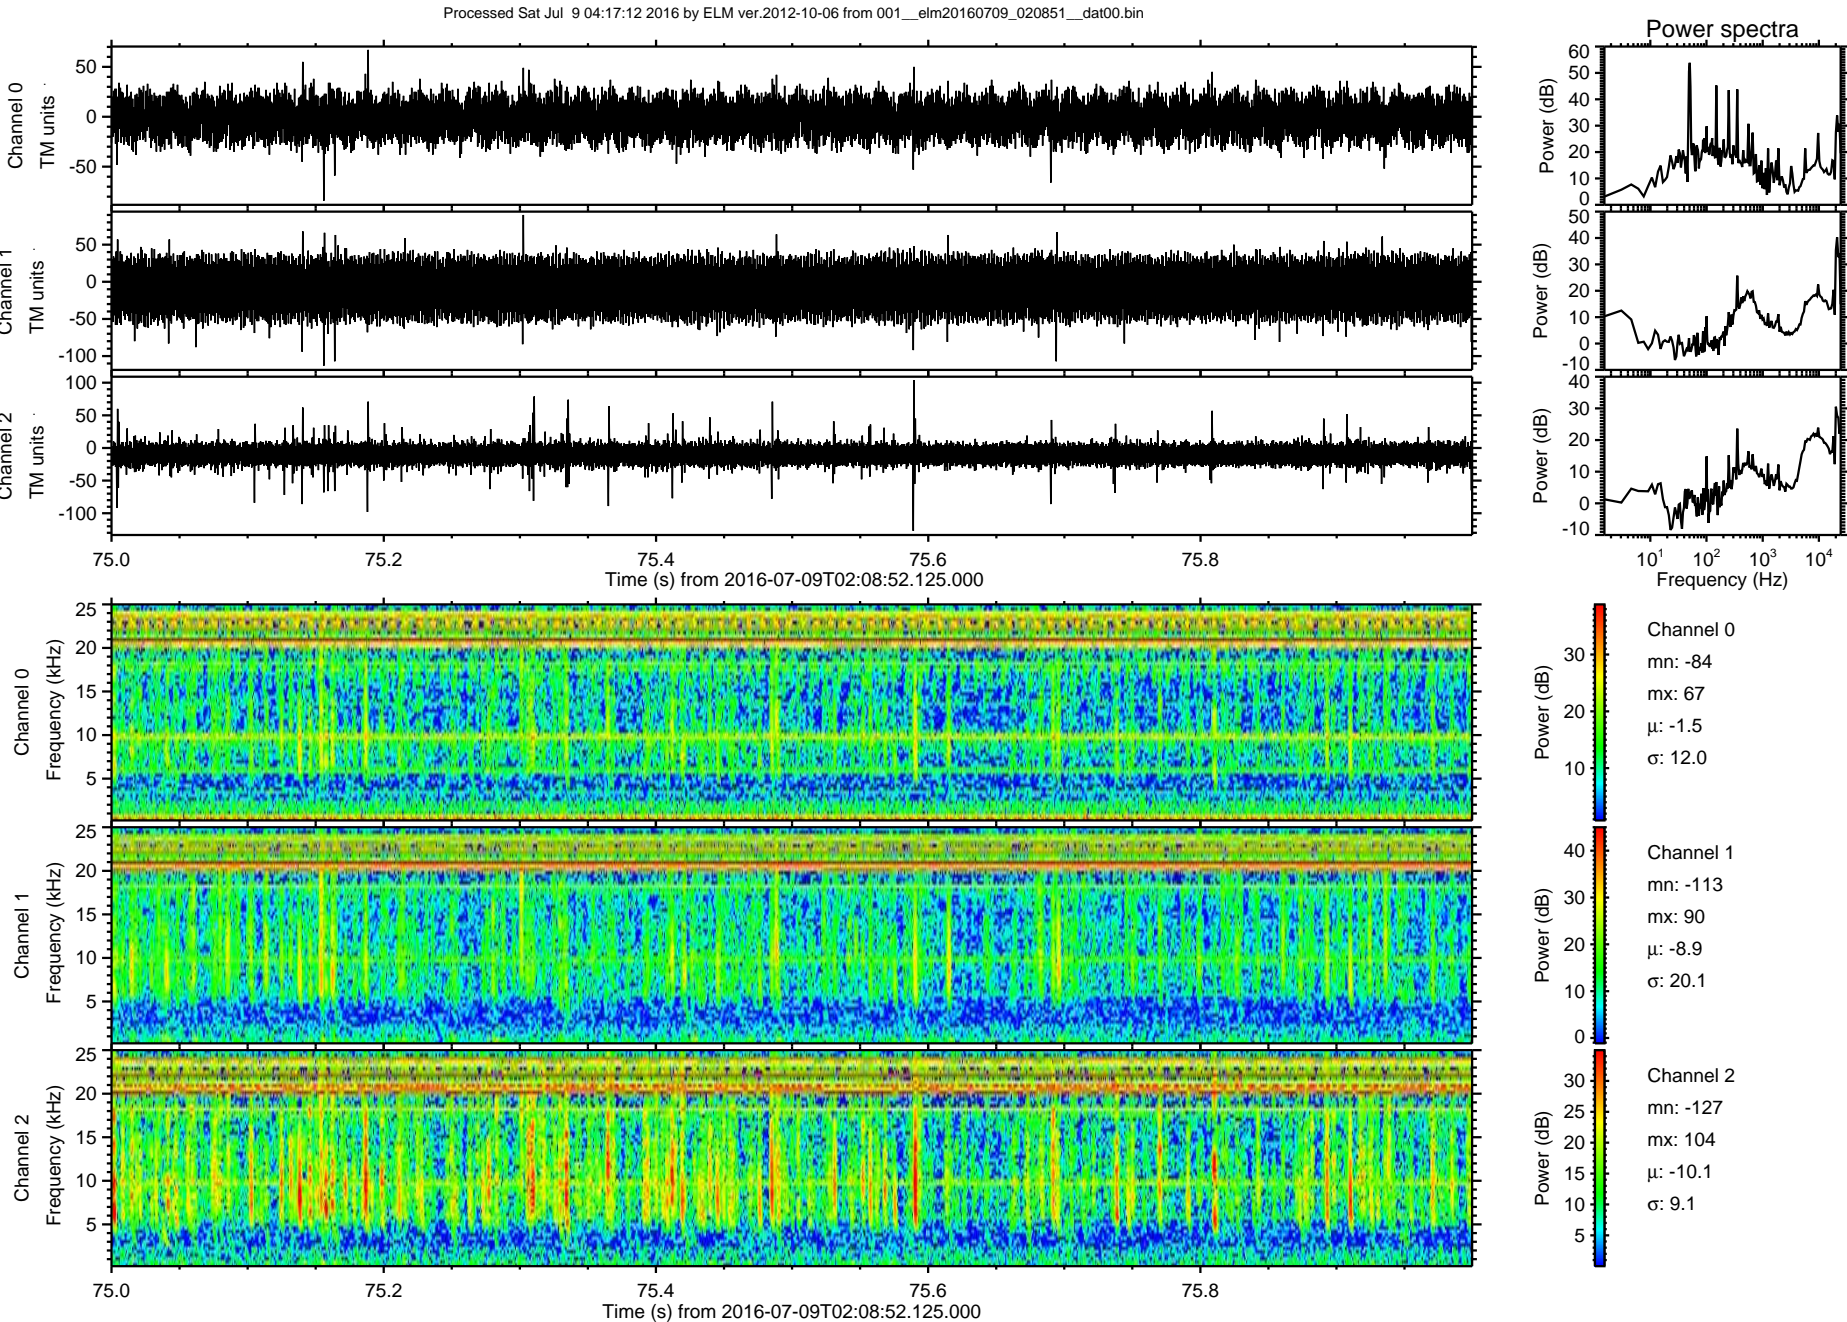 Processed Sat Jul  9 04:17:12 2016 by ELM ver.2012-10-06 from 001__elm20160709_020851__dat00.bin
Power spectra
Channel 0
TM units
50
0
-50
Power (dB)
60
50
40
30
20
10
0
Channel 1
TM units
50
0
-50
-100
Power (dB)
50
40
30
20
10
0
-10
Channel 2
TM units
100
50
0
-50
-100
Power (dB)
40
30
20
10
0
-10
75.0 75.2 75.4 75.6 75.8
Time (s) from 2016-07-09T02:08:52.125.000
10^1 10^2 10^3 10^4
Frequency (Hz)
Channel 0
Frequency (kHz)
25
20
15
10
5
Power (dB)
30
20
10
Channel 0
mn: -84
mx: 67
μ: -1.5
σ: 12.0
Channel 1
Frequency (kHz)
25
20
15
10
5
Power (dB)
40
30
20
10
0
Channel 1
mn: -113
mx: 90
μ: -8.9
σ: 20.1
Channel 2
Frequency (kHz)
25
20
15
10
5
Power (dB)
30
25
20
15
10
5
Channel 2
mn: -127
mx: 104
μ: -10.1
σ: 9.1
75.0 75.2 75.4 75.6 75.8
Time (s) from 2016-07-09T02:08:52.125.000